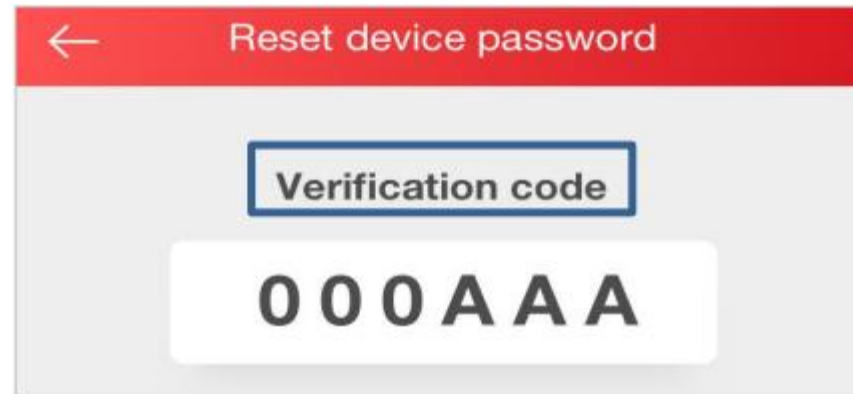 Reset device password
Verification code
000AAA